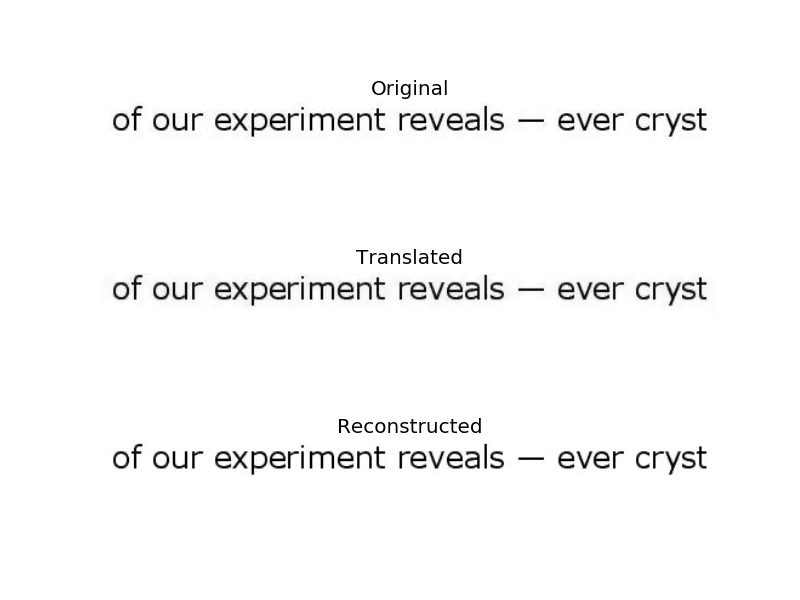 Original
of our experiment reveals — ever cryst
Translated
of our experiment reveals — ever cryst
Reconstructed
of our experiment reveals — ever cryst